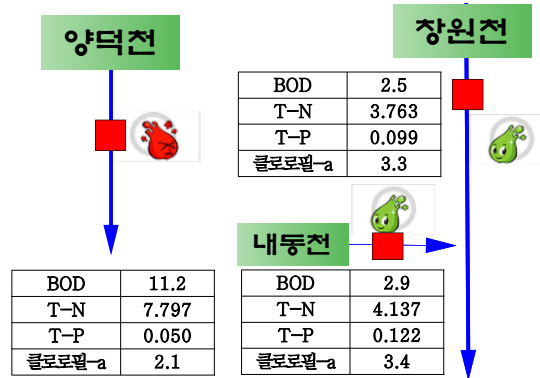 양덕천
창원천
BOD 2.5
T-N 3.763
T-P 0.099
클로로필-a 3.3
내동천
BOD 11.2
T-N 7.797
T-P 0.050
클로로필-a 2.1
BOD 2.9
T-N 4.137
T-P 0.122
클로로필-a 3.4